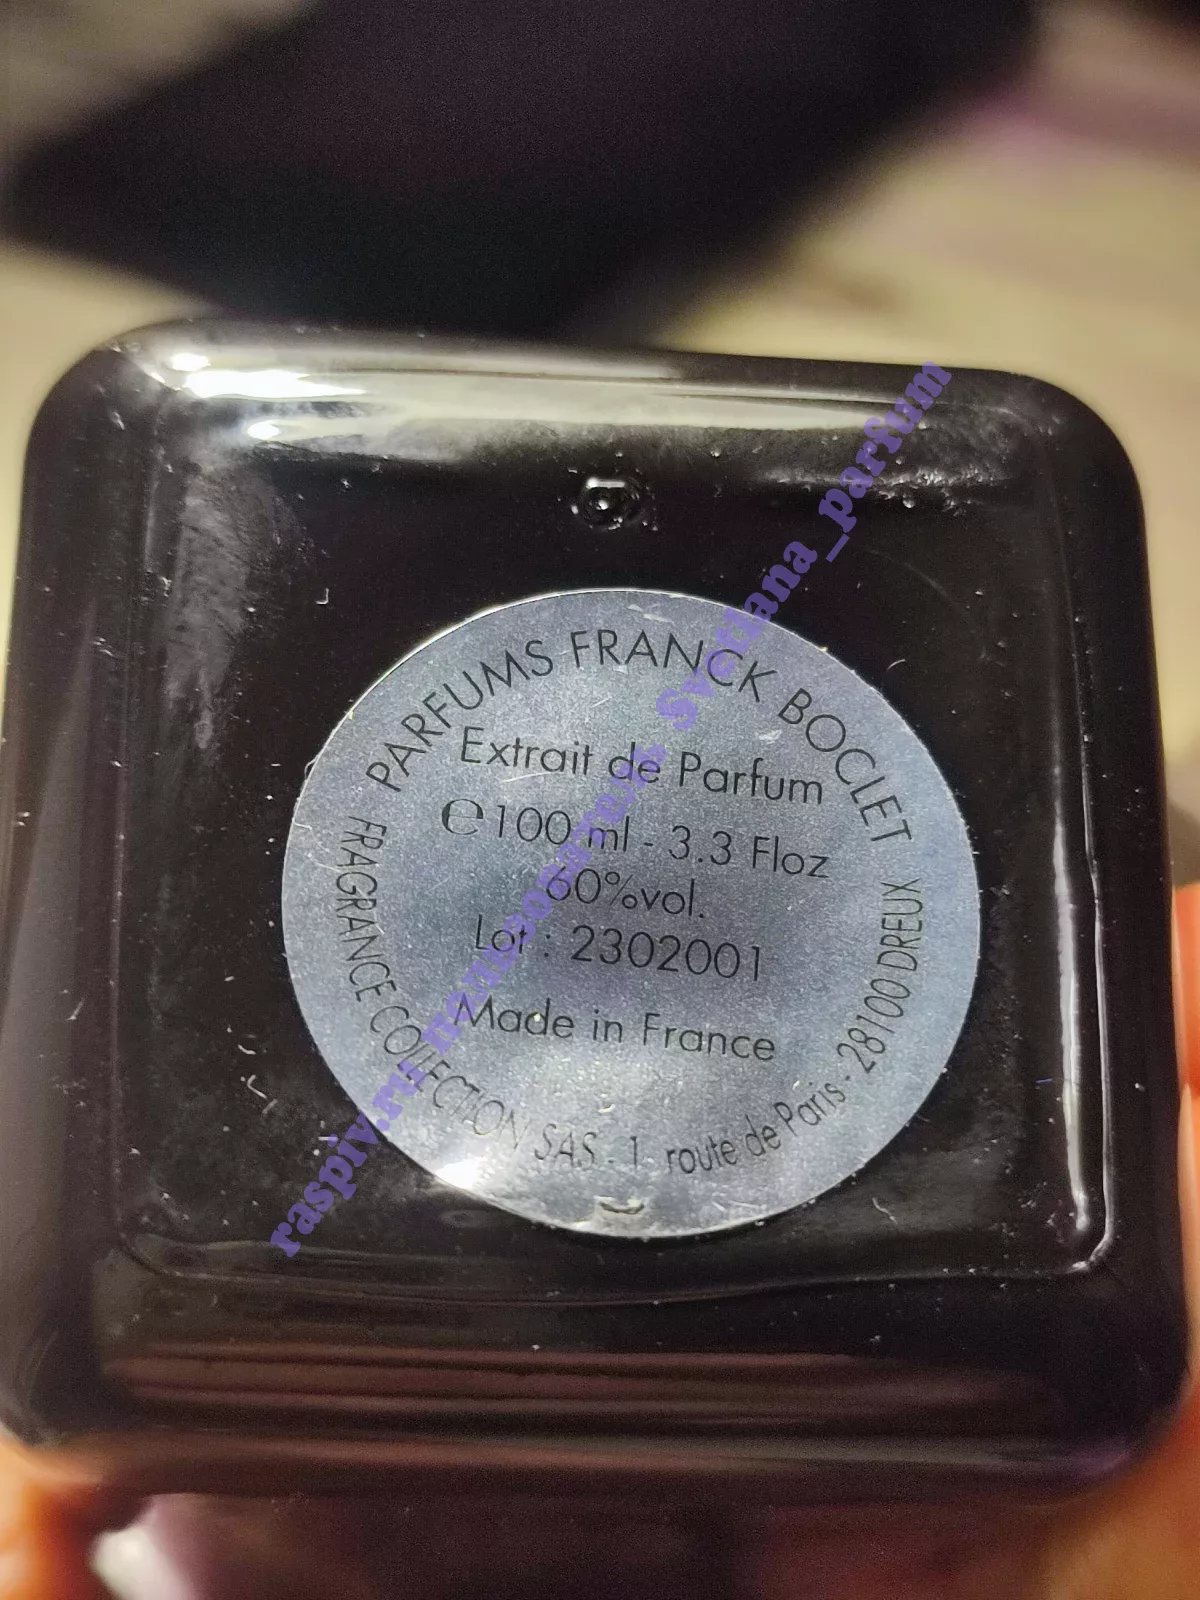 PARFUMS FRANCK BOCLET
Extrait de Parfum
℮100 ml - 3.3 Floz
60%vol.
Lot : 2302001
Made in France
FRAGRANCE COLLECTION SAS - 1 route de Paris - 28100 DREUX
raspiv.ru пользователь Svetlana_parfum